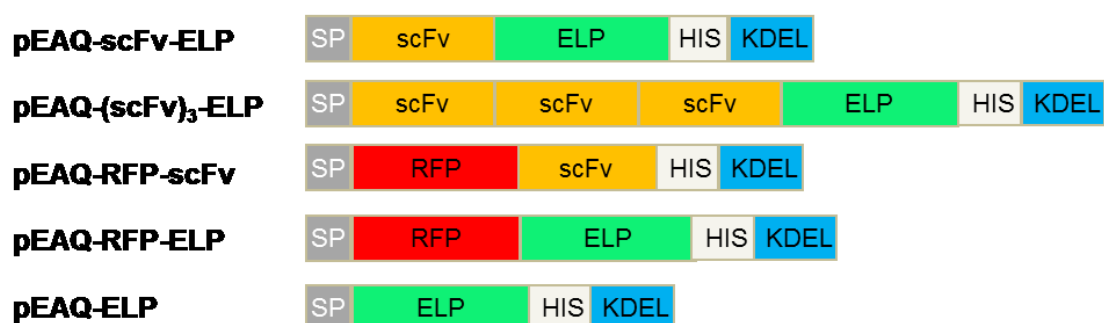 pEAQ-scFv-ELP SP scFv ELP HIS KDEL
pEAQ-(scFv)₃-ELP SP scFv scFv scFv ELP HIS KDEL
pEAQ-RFP-scFv SP RFP scFv HIS KDEL
pEAQ-RFP-ELP SP RFP ELP HIS KDEL
pEAQ-ELP SP ELP HIS KDEL